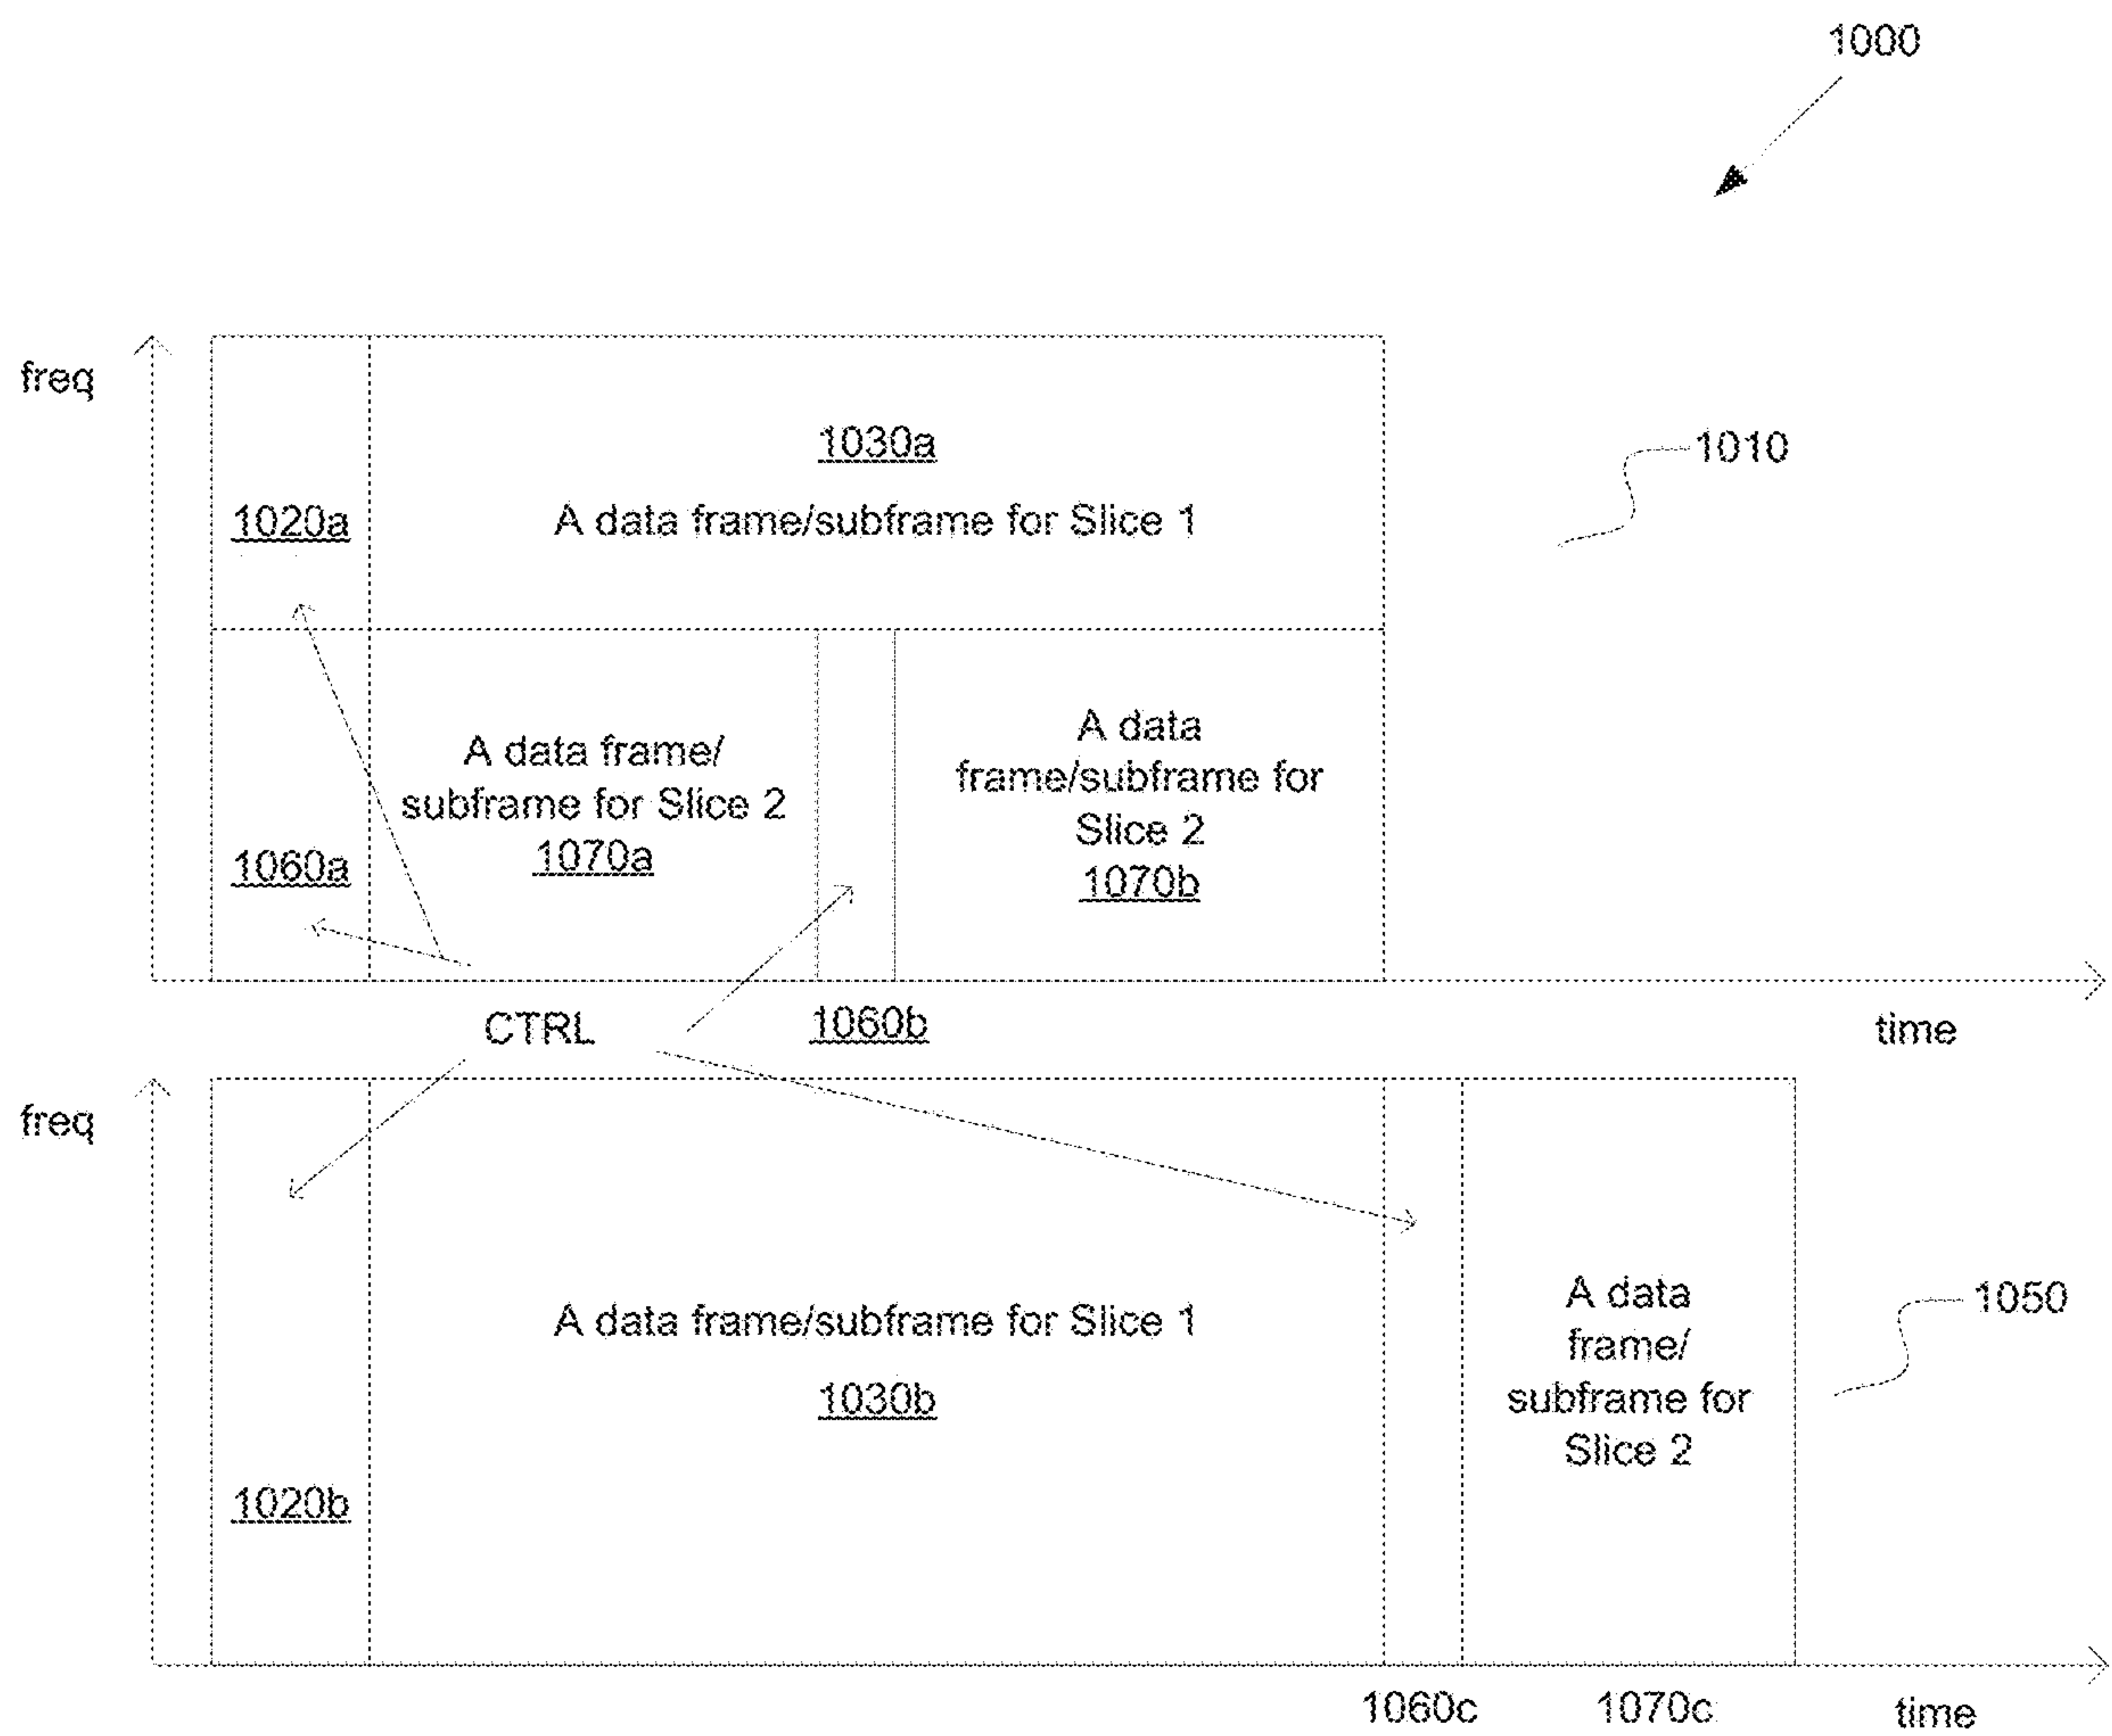 1000
freq
1030a
1010
1020a
A data frame/subframe for Slice 1
A data frame/
subframe for Slice 2
1070a
A data
frame/subframe for
Slice 2
1070b
1060a
CTRL
1060b
time
freq
A data frame/subframe for Slice 1
1030b
A data
frame/
subframe for
Slice 2
1050
1020b
1060c
1070c
time